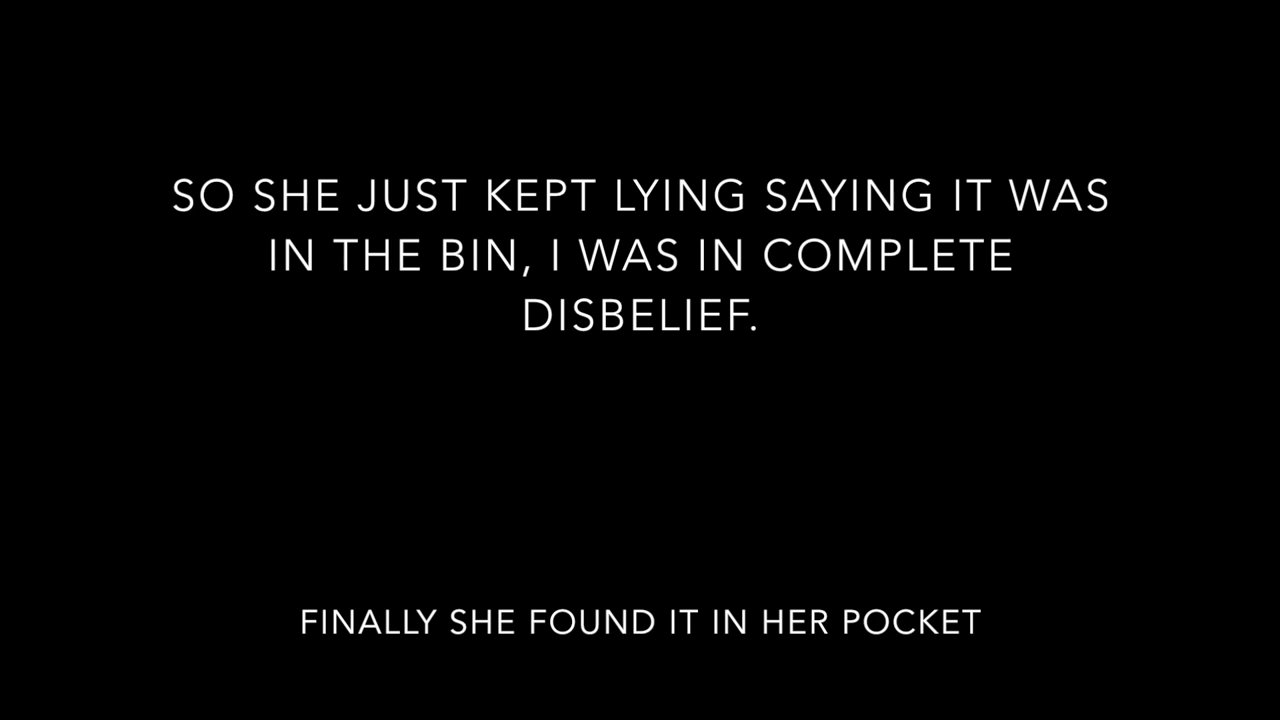 SO SHE JUST KEPT LYING SAYING IT WAS
IN THE BIN, I WAS IN COMPLETE
DISBELIEF.
FINALLY SHE FOUND IT IN HER POCKET